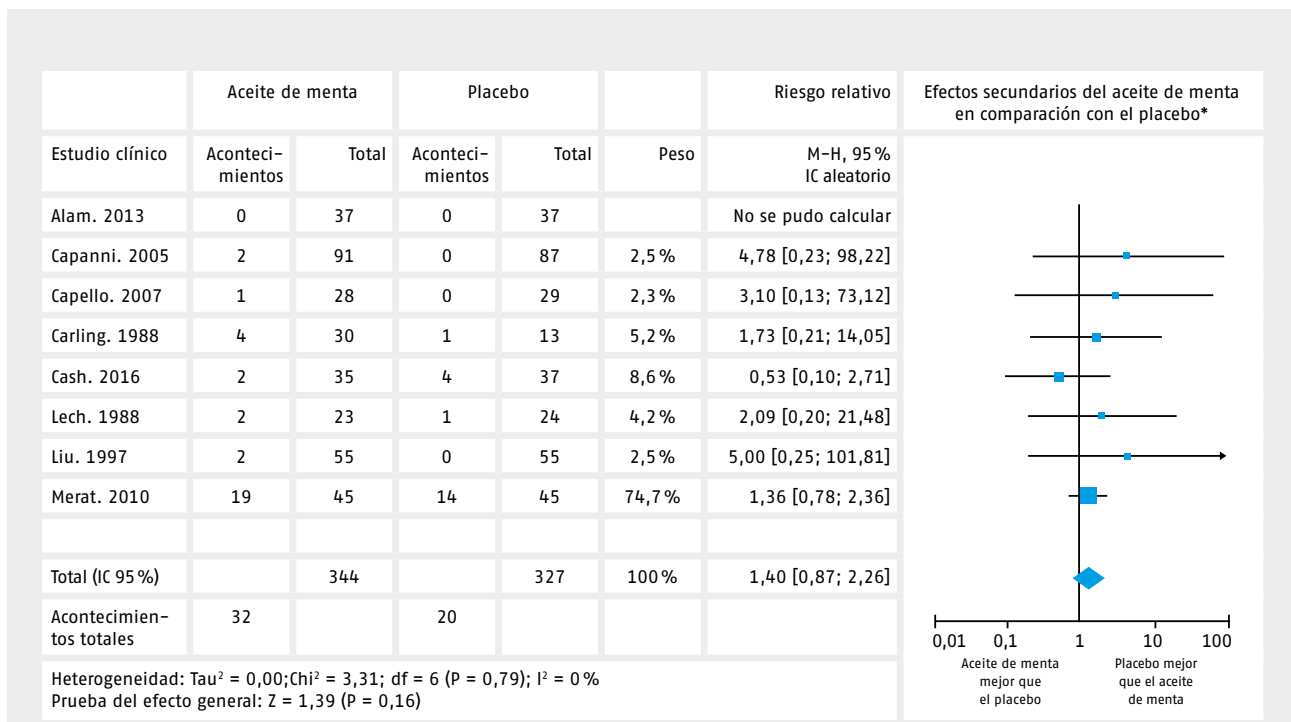 Aceite de menta Placebo Riesgo relativo Efectos secundarios del aceite de menta
en comparación con el placebo*
Estudio clínico Aconteci-
mientos Total Aconteci-
mientos Total Peso M-H, 95 %
IC aleatorio
Alam. 2013 0 37 0 37 No se pudo calcular
Capanni. 2005 2 91 0 87 2,5 % 4,78 [0,23; 98,22]
Capello. 2007 1 28 0 29 2,3 % 3,10 [0,13; 73,12]
Carling. 1988 4 30 1 13 5,2 % 1,73 [0,21; 14,05]
Cash. 2016 2 35 4 37 8,6 % 0,53 [0,10; 2,71]
Lech. 1988 2 23 1 24 4,2 % 2,09 [0,20; 21,48]
Liu. 1997 2 55 0 55 2,5 % 5,00 [0,25; 101,81]
Merat. 2010 19 45 14 45 74,7 % 1,36 [0,78; 2,36]
Total (IC 95 %) 344 327 100 % 1,40 [0,87; 2,26]
Acontecimien-
tos totales 32 20
0,01 0,1 1 10 100
Aceite de menta
mejor que
el placebo
Placebo mejor
que el aceite
de menta
Heterogeneidad: Tau² = 0,00;Chi² = 3,31; df = 6 (P = 0,79); I² = 0 %
Prueba del efecto general: Z = 1,39 (P = 0,16)